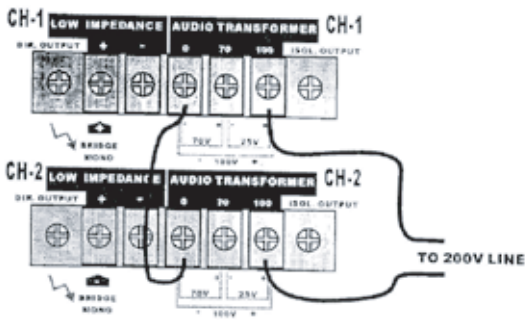 CH-1 LOW IMPEDANCE AUDIO TRANSFORMER CH-1
DIR. OUTPUT + - 0 70 100 ISOL. OUTPUT
BRIDGE
MONO
70V 25V
100V
CH-2 LOW IMPEDANCE AUDIO TRANSFORMER CH-2
DIR. OUTPUT + - 0 70 100 ISOL. OUTPUT
TO 200V LINE
BRIDGE
MONO
70V 25V
- 100V +